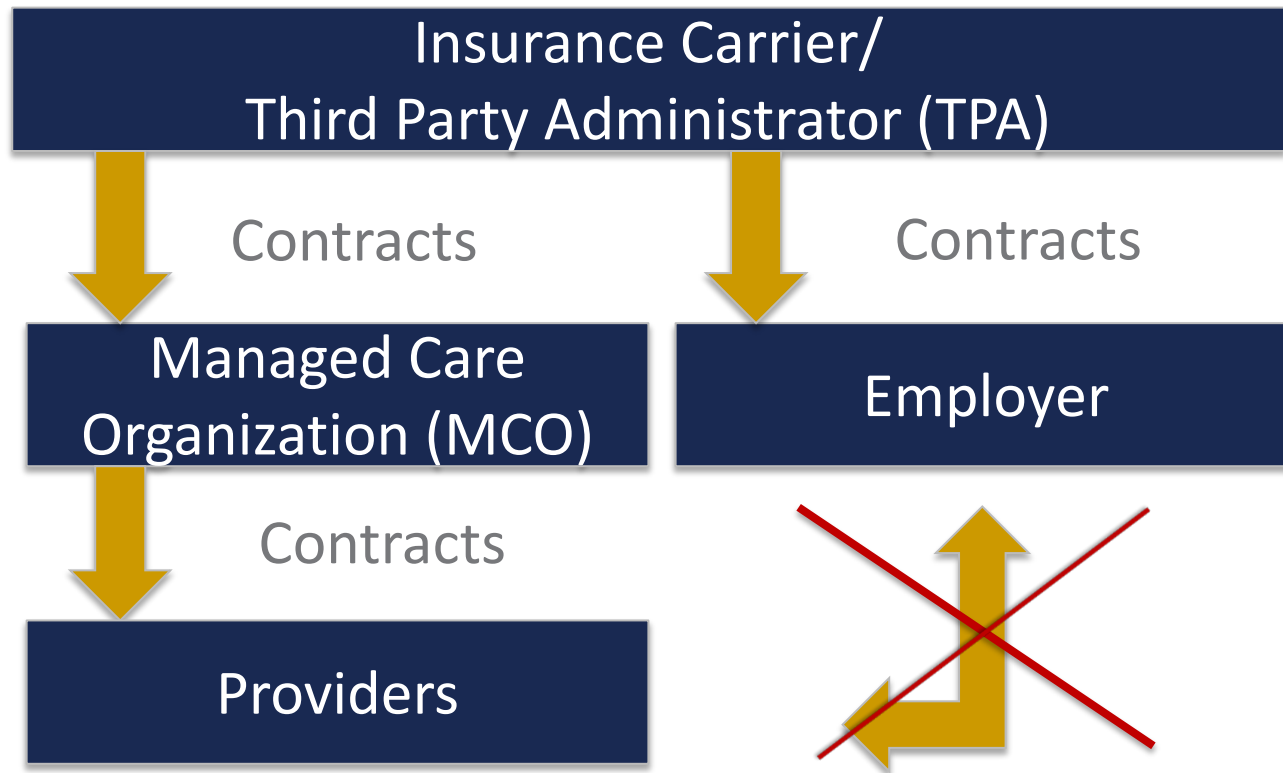 Insurance Carrier/
Third Party Administrator (TPA)
Contracts
Contracts
Managed Care
Organization (MCO)
Employer
Contracts
Providers